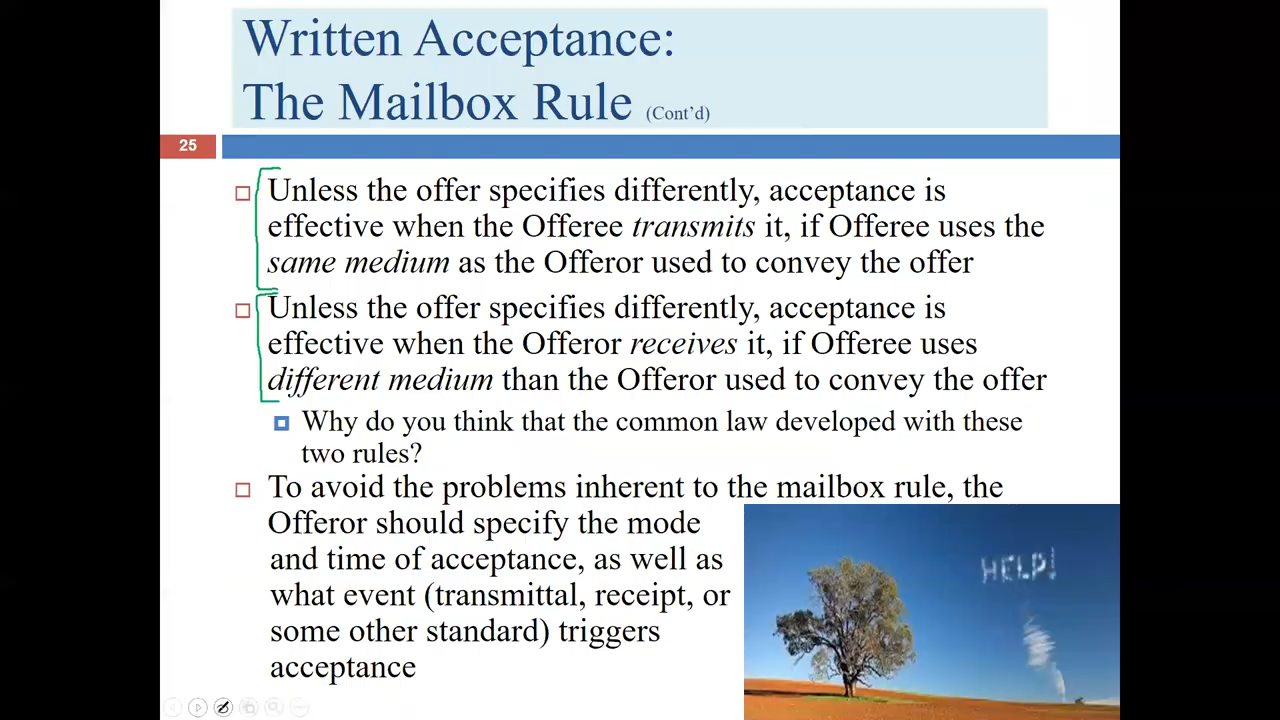 Written Acceptance:
The Mailbox Rule (Cont'd)
25
Unless the offer specifies differently, acceptance is
effective when the Offeree transmits it, if Offeree uses the
same medium as the Offeror used to convey the offer
Unless the offer specifies differently, acceptance is
effective when the Offeror receives it, if Offeree uses
different medium than the Offeror used to convey the offer
Why do you think that the common law developed with these
two rules?
To avoid the problems inherent to the mailbox rule, the
Offeror should specify the mode
and time of acceptance, as well as
what event (transmittal, receipt, or
some other standard) triggers
acceptance
HELP!